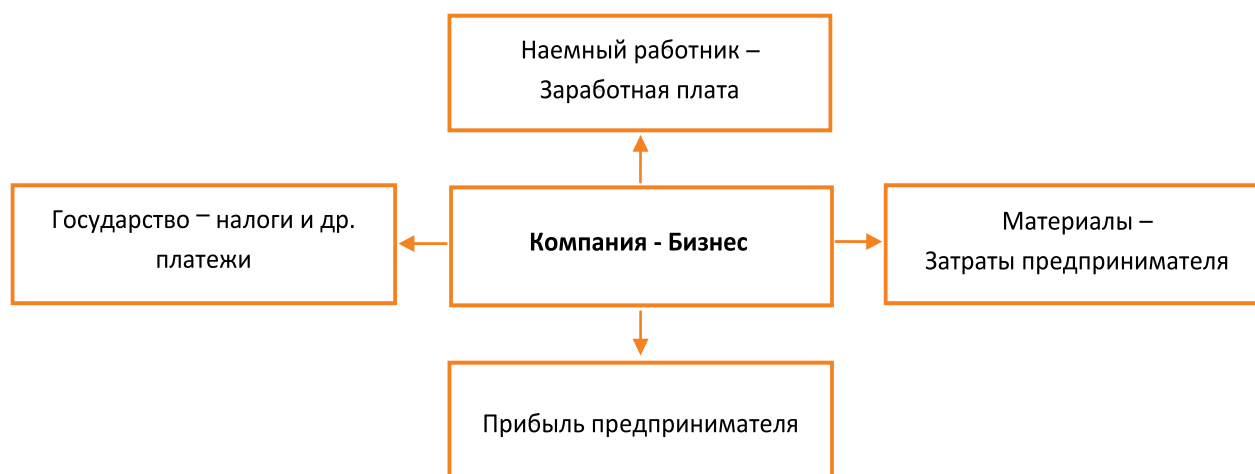 Наемный работник –
Заработная плата
Государство – налоги и др.
платежи
Компания - Бизнес
Материалы –
Затраты предпринимателя
Прибыль предпринимателя